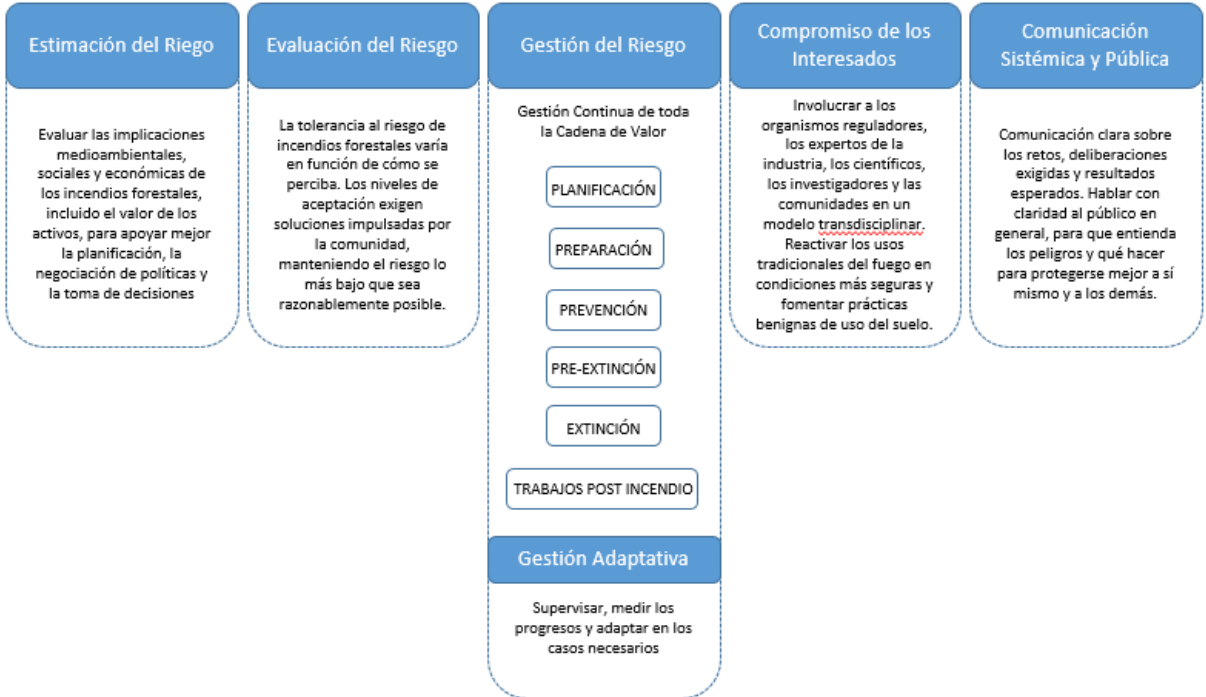 Estimación del Riego
Evaluar las implicaciones
medioambientales,
sociales y económicas de
los incendios forestales,
incluido el valor de los
activos, para apoyar mejor
la planificación, la
negociación de políticas y
la toma de decisiones
Evaluación del Riesgo
La tolerancia al riesgo de
incendios forestales varía
en función de cómo se
perciba. Los niveles de
aceptación exigen
soluciones impulsadas por
la comunidad,
manteniendo el riesgo lo
más bajo que sea
razonablemente posible.
Gestión del Riesgo
Gestión Continua de toda
la Cadena de Valor
PLANIFICACIÓN
PREPARACIÓN
PREVENCIÓN
PRE-EXTINCIÓN
EXTINCIÓN
TRABAJOS POST INCENDIO
Gestión Adaptativa
Supervisar, medir los
progresos y adaptar en los
casos necesarios
Compromiso de los
Interesados
Involucrar a los
organismos reguladores,
los expertos de la
industria, los científicos,
los investigadores y las
comunidades en un
modelo transdisciplinar.
Reactivar los usos
tradicionales del fuego en
condiciones más seguras y
fomentar prácticas
benignas de uso del suelo.
Comunicación
Sistémica y Pública
Comunicación clara sobre
los retos, deliberaciones
exigidas y resultados
esperados. Hablar con
claridad al público en
general, para que entienda
los peligros y qué hacer
para protegerse mejor a sí
mismo y a los demás.